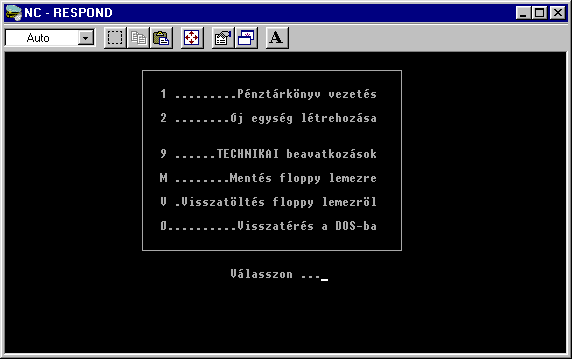 NC - RESPOND
Auto
A
1 .........Pénztárkönyv vezetés
2 ........Új egység létrehozása
9 ......TECHNIKAI beavatkozások
M ........Mentés floppy lemezre
V .Visszatöltés floppy lemezröl
0..........Visszatérés a DOS-ba
Válasszon ..._